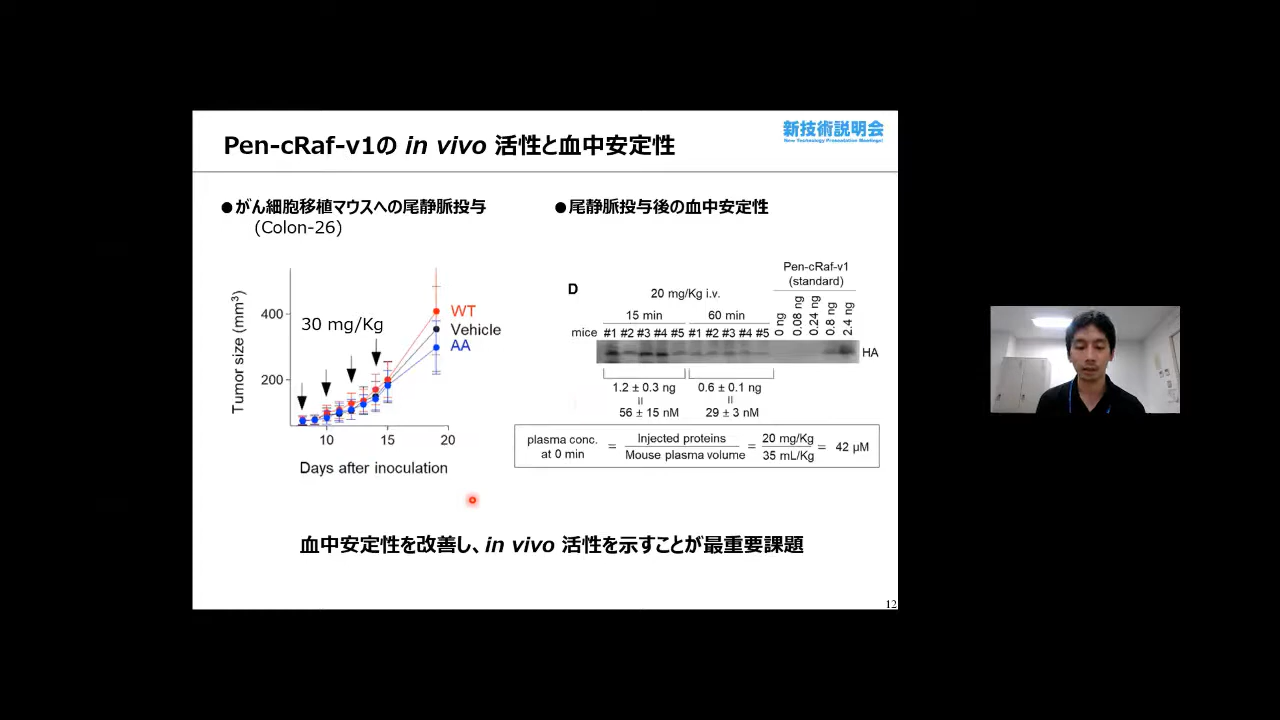 Pen-cRaf-v1の in vivo 活性と血中安定性
新技術説明会
New Technology Presentation Meetings!
●がん細胞移植マウスへの尾静脈投与
(Colon-26)
Tumor size (mm³)
400
200
30 mg/Kg
WT
Vehicle
AA
10
15
20
Days after inoculation
●尾静脈投与後の血中安定性
D
20 mg/Kg i.v.
Pen-cRaf-v1
(standard)
15 min
60 min
mice #1 #2 #3 #4 #5 #1 #2 #3 #4 #5
0 ng
0.08 ng
0.24 ng
0.8 ng
2.4 ng
HA
1.2 ± 0.3 ng
=
56 ± 15 nM
0.6 ± 0.1 ng
=
29 ± 3 nM
plasma conc.
at 0 min
=
Injected proteins
Mouse plasma volume
=
20 mg/Kg
35 mL/Kg
= 42 μM
血中安定性を改善し、in vivo 活性を示すことが最重要課題
12